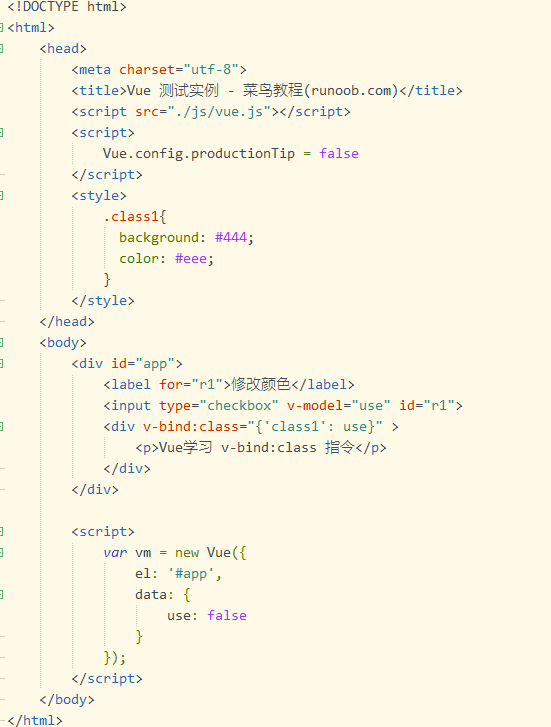 <!DOCTYPE html>
<html>
    <head>
        <meta charset="utf-8">
        <title>Vue 测试实例 - 菜鸟教程(runoob.com)</title>
        <script src="./js/vue.js"></script>
        <script>
            Vue.config.productionTip = false
        </script>
        <style>
            .class1{
              background: #444;
              color: #eee;
            }
        </style>
    </head>
    <body>
        <div id="app">
            <label for="r1">修改颜色</label>
            <input type="checkbox" v-model="use" id="r1">
            <div v-bind:class="{'class1': use}" >
                <p>Vue学习 v-bind:class 指令</p>
            </div>
        </div>

        <script>
            var vm = new Vue({
                el: '#app',
                data: {
                    use: false
                }
            });
        </script>
    </body>
</html>